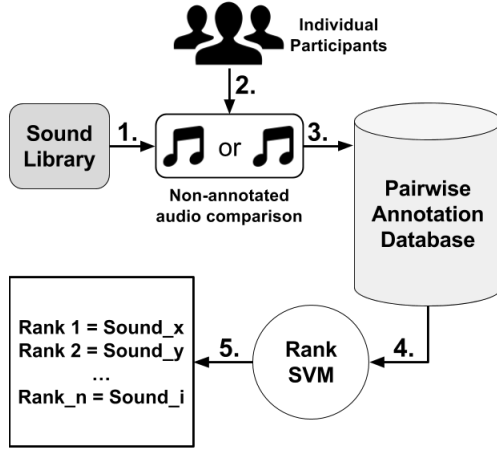 Individual
Participants
2.
Sound
Library
1.
or
3.
Non-annotated
audio comparison
Pairwise
Annotation
Database
4.
Rank
SVM
5.
Rank 1 = Sound_x
Rank 2 = Sound_y
...
Rank_n = Sound_i